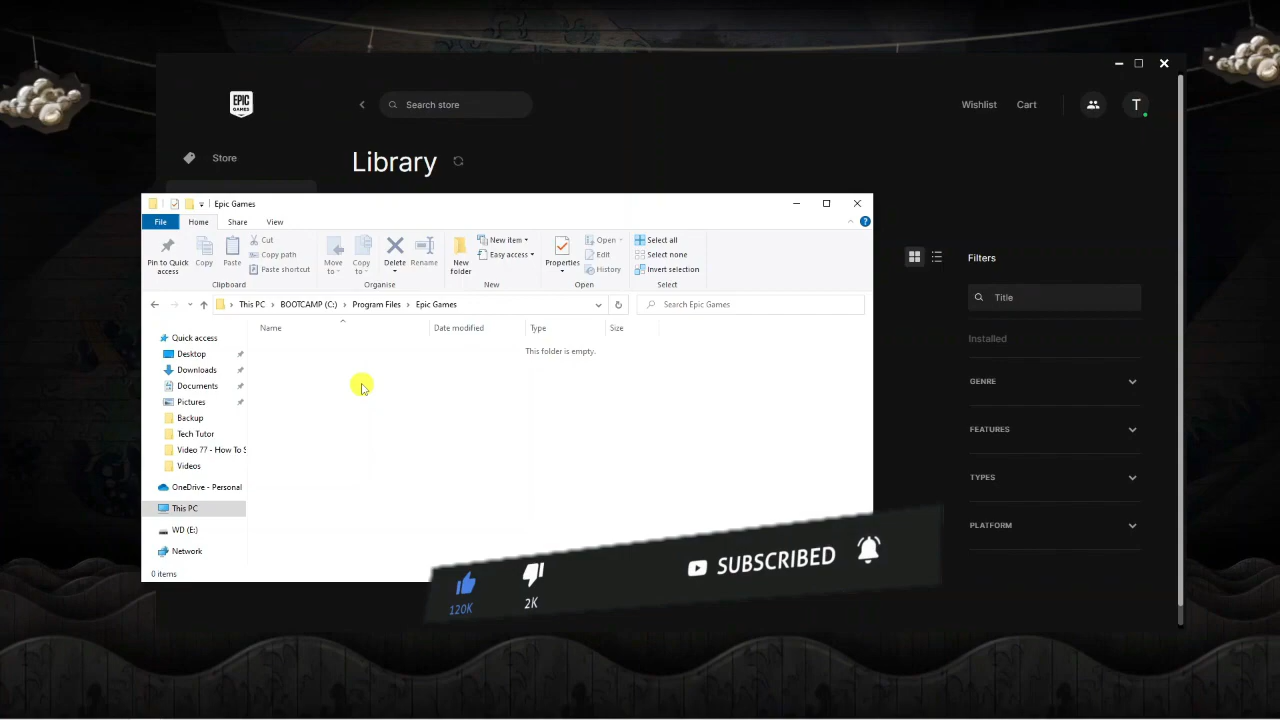 EPIC
GAMES
Search store
Wishlist
Cart
T
Store
Library
Epic Games
File
Home
Share
View
Pin to Quick
access
Copy
Paste
Cut
Copy path
Paste shortcut
Clipboard
Move
to
Copy
to
Delete
Rename
Organise
New
folder
New item
Easy access
New
Properties
Open
Edit
History
Open
Select all
Select none
Invert selection
Select
This PC > BOOTCAMP (C:) > Program Files > Epic Games
Search Epic Games
Name
Date modified
Type
Size
This folder is empty.
Quick access
Desktop
Downloads
Documents
Pictures
Backup
Tech Tutor
Video 77 - How To S
Videos
OneDrive - Personal
This PC
WD (E:)
Network
0 items
Filters
Title
Installed
GENRE
FEATURES
TYPES
PLATFORM
120K
2K
SUBSCRIBED